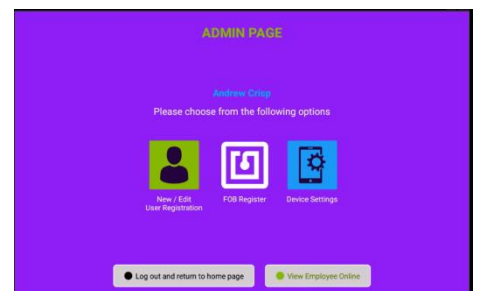 ADMIN PAGE
Andrew Crisp
Please choose from the following options
New / Edit
User Registration
FOB Register
Device Settings
Log out and return to home page
View Employee Online